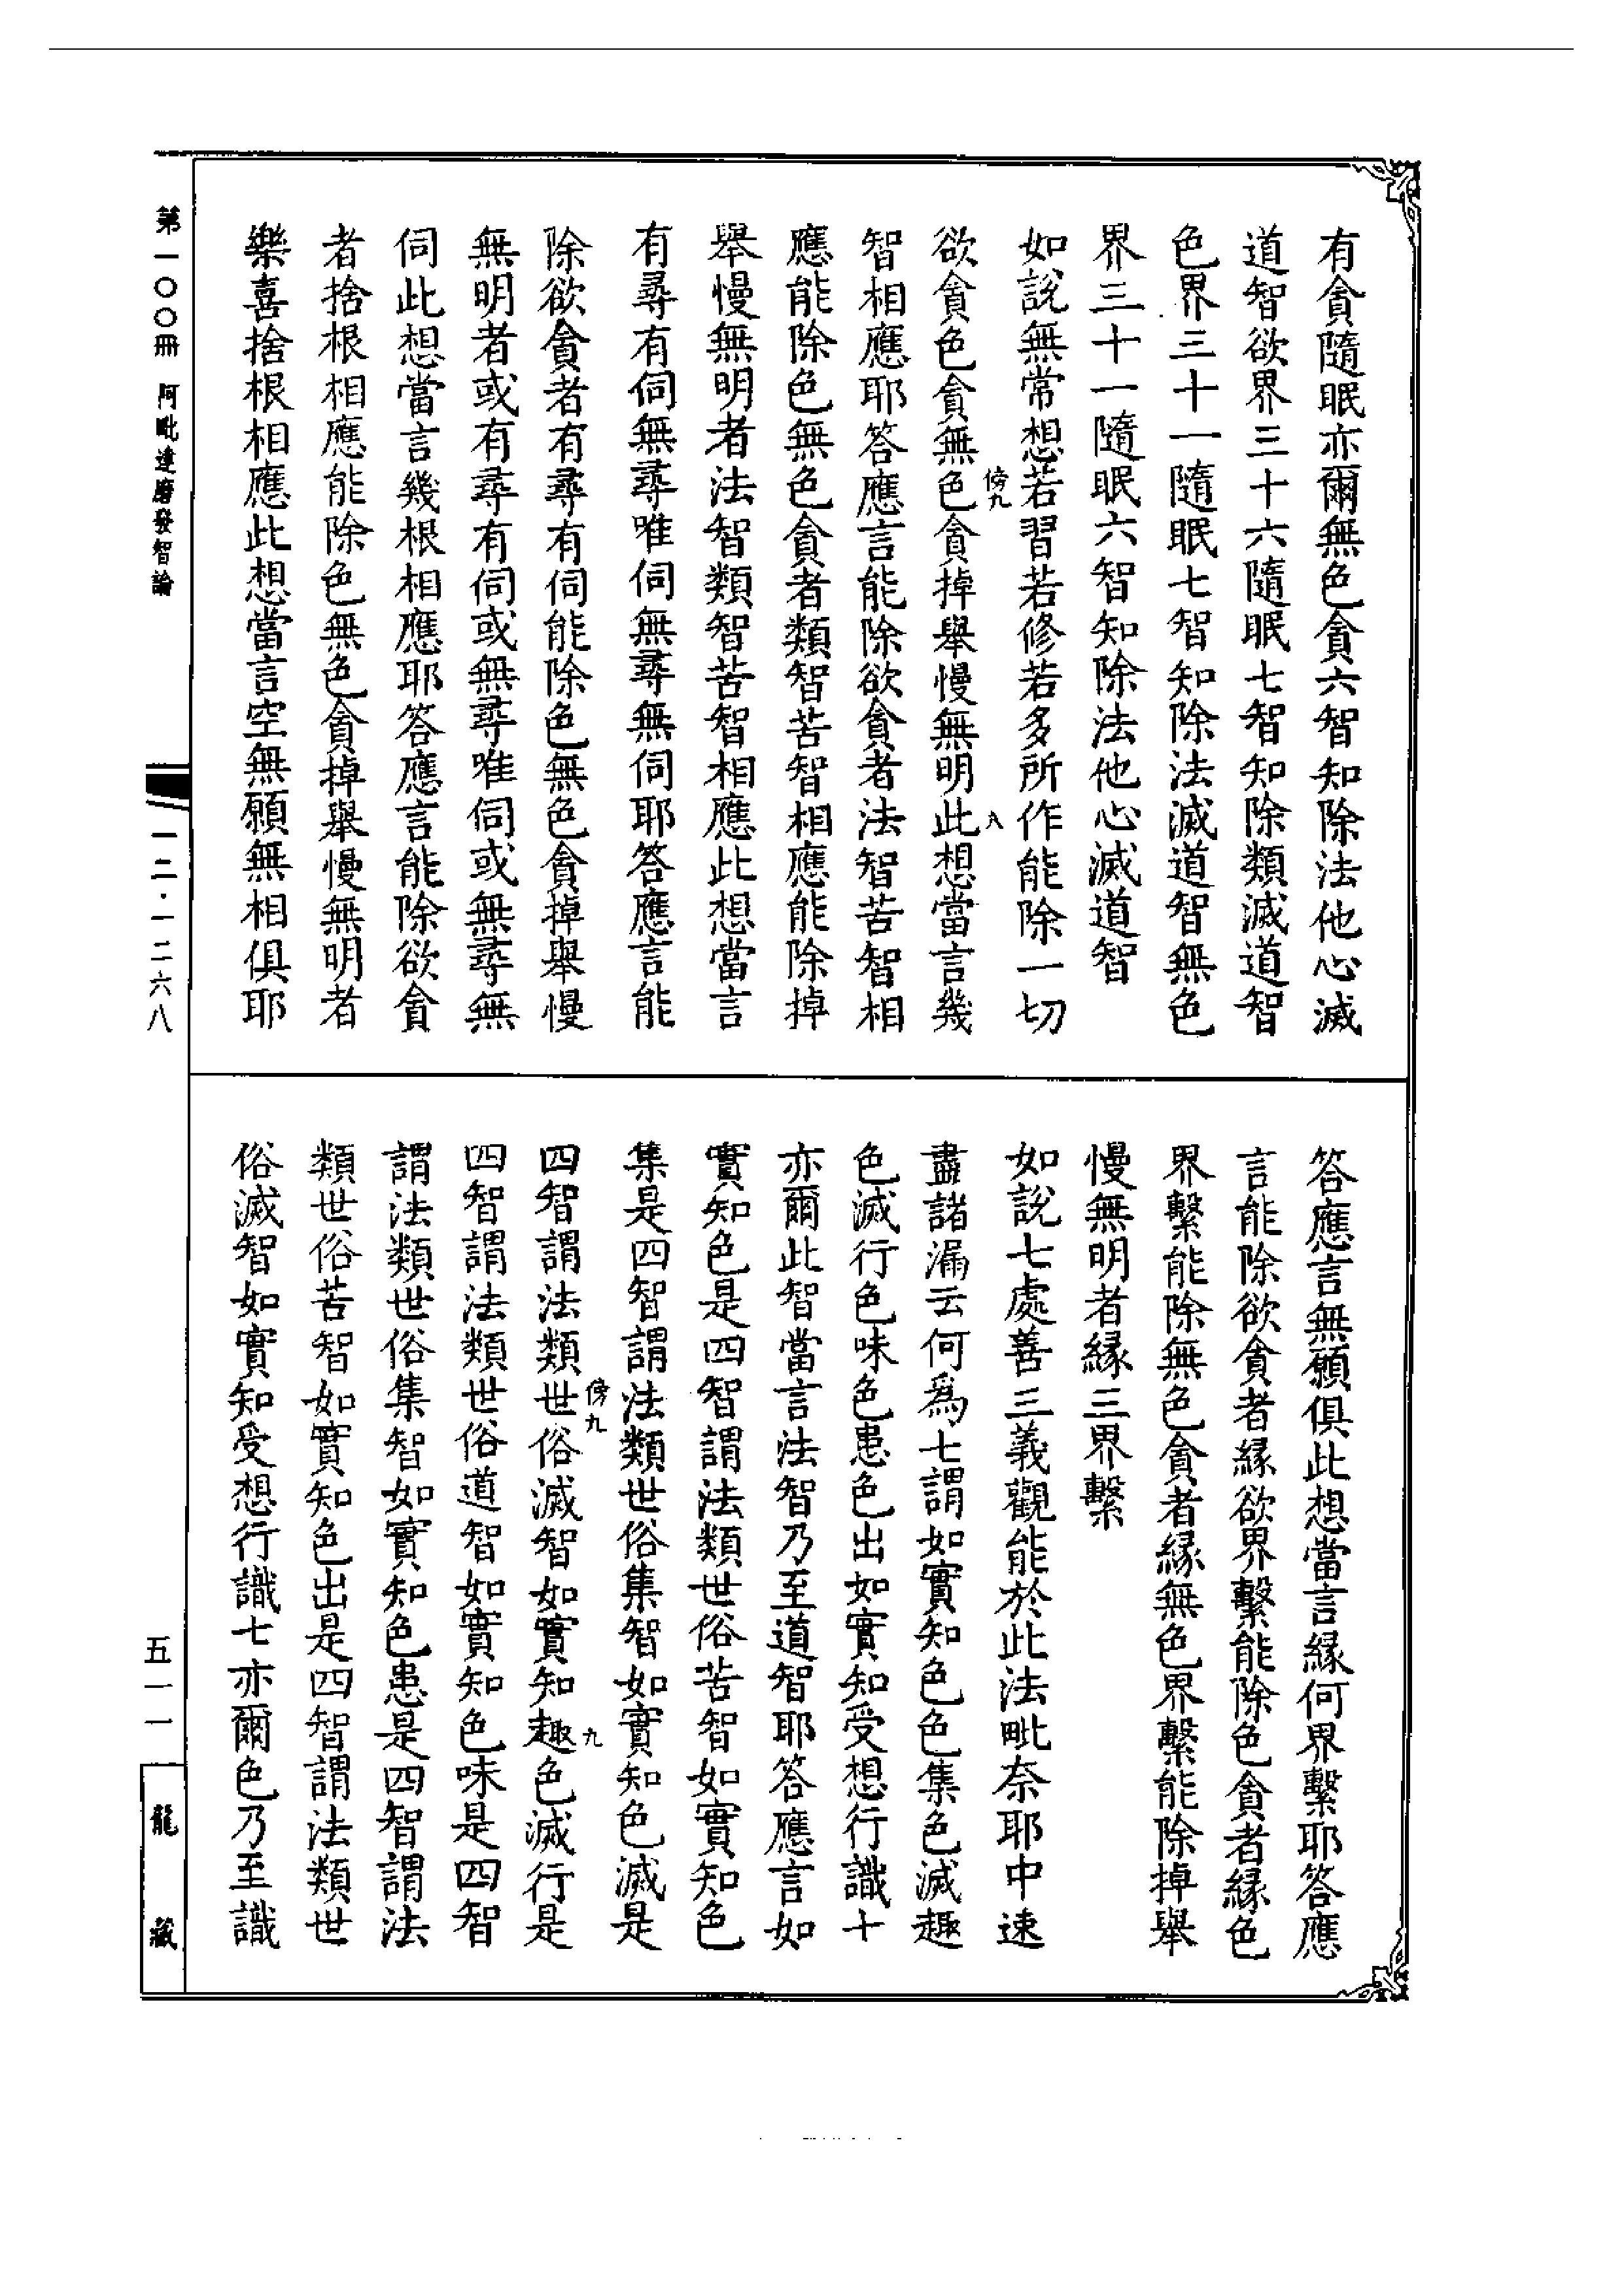 有貪隨眠亦爾無色貪六智知除法他心滅
道智欲界三十六隨眠七智知除類滅道智
色界三十一隨眠七智知除法滅道智無色
界三十一隨眠六智知除法他心滅道智
如說無常想若習若修若多所作能除一切
傍九
九
欲貪色貪無色貪掉舉慢無明此想當言幾
智相應耶答應言能除欲貪者法智苦智相
應能除色無色貪者類智苦智相應能除掉
舉慢無明者法智類智苦智相應此想當言
有尋有伺無尋唯伺無尋無伺耶答應言能
除欲貪者有尋有伺能除色無色貪掉舉慢
無明者或有尋有伺或無尋唯伺或無尋無
伺此想當言幾根相應耶答應言能除欲貪
者捨根相應能除色無色貪掉舉慢無明者
樂喜捨根相應此想當言空無願無相俱耶
答應言無願俱此想當言緣何界繫耶答應
言能除欲貪者緣欲界繫能除色貪者緣色
界繫能除無色貪者緣無色界繫能除掉舉
慢無明者緣三界繫
如說七處善三義觀能於此法毗奈耶中速
盡諸漏云何爲七謂如實知色色集色滅趣
色滅行色味色患色出如實知受想行識十
亦爾此智當言法智乃至道智耶答應言如
實知色是四智謂法類世俗苦智如實知色
集是四智謂法類世俗集智如實知色滅是
傍九
九
四智謂法類世俗滅智如實知趣色滅行是
四智謂法類世俗道智如實知色味是四智
謂法類世俗集智如實知色患是四智謂法
類世俗苦智如實知色出是四智謂法類世
俗滅智如實知受想行識七亦爾色乃至識
第一〇〇冊 阿毗達磨發智論
一二·一二六八
五一一
龍藏